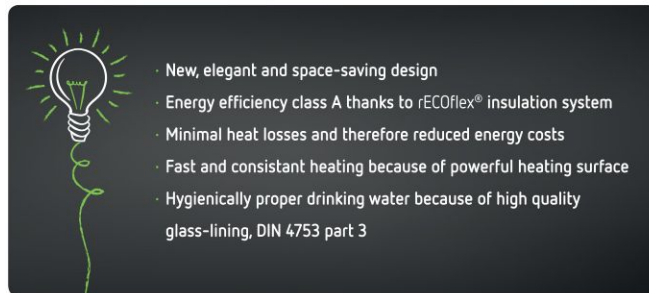 · New, elegant and space-saving design
· Energy efficiency class A thanks to rECOflex® insulation system
· Minimal heat losses and therefore reduced energy costs
· Fast and consistant heating because of powerful heating surface
· Hygienically proper drinking water because of high quality
glass-lining, DIN 4753 part 3